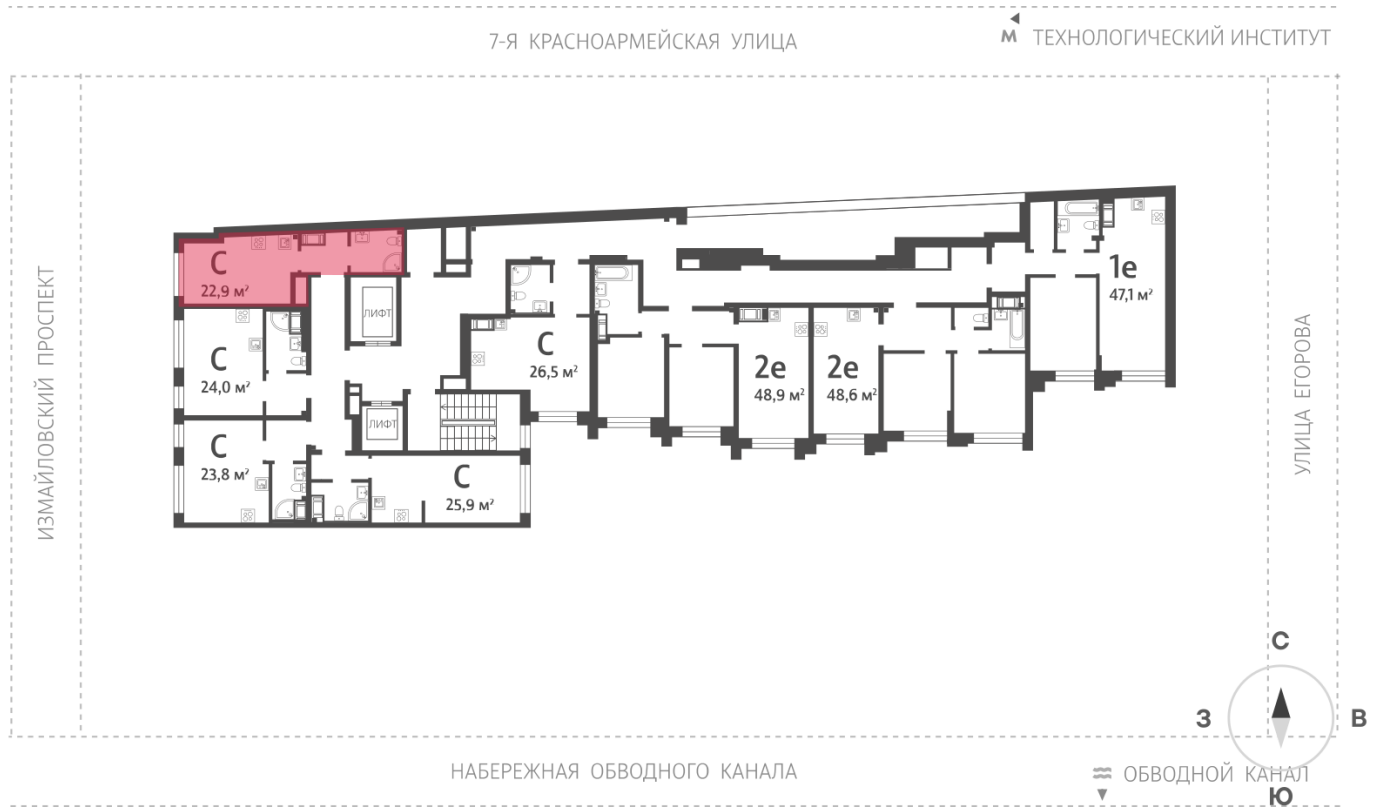 7-Я КРАСНОАРМЕЙСКАЯ УЛИЦА
М ТЕХНОЛОГИЧЕСКИЙ ИНСТИТУТ
ИЗМАЙЛОВСКИЙ ПРОСПЕКТ
С
22,9 м²
ЛИФТ
С
24,0 м²
С
26,5 м²
2е
48,9 м²
2е
48,6 м²
1е
47,1 м²
УЛИЦА ЕГОРОВА
ЛИФТ
С
23,8 м²
С
25,9 м²
С
З
В
Ю
НАБЕРЕЖНАЯ ОБВОДНОГО КАНАЛА
ОБВОДНОЙ КАНАЛ